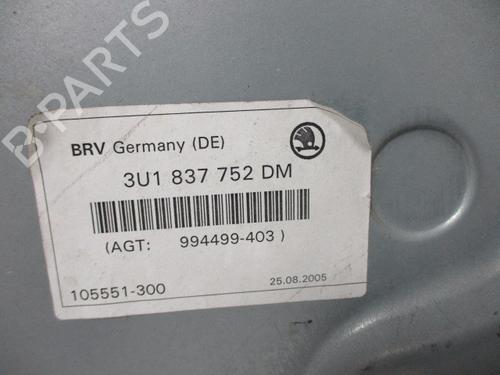 B-PARTS
BRV Germany (DE)
3U1 837 752 DM
(AGT: 994499-403 )
105551-300
25.08.2005